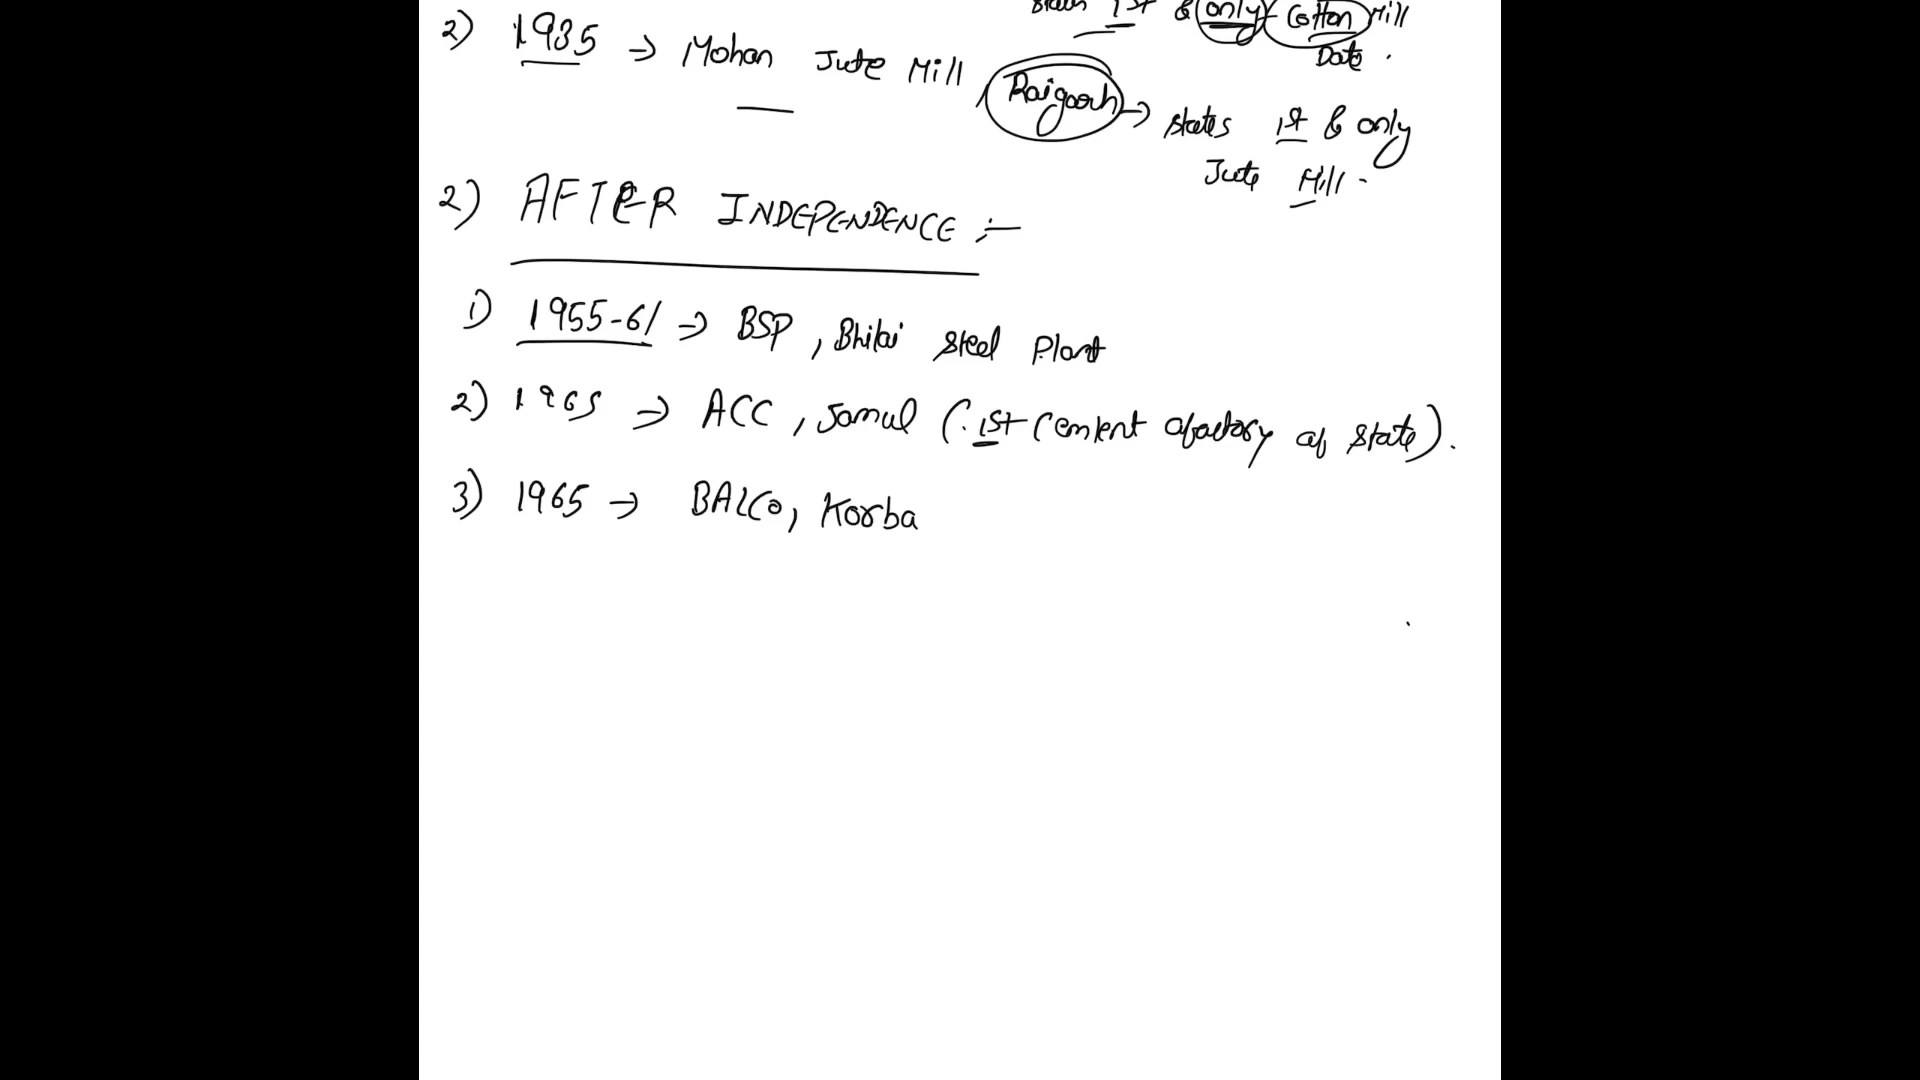 States 1st & only Cotton Mill
Date.
2) 1935 → Mohan Jute Mill, Raigarh → states 1st & only
Jute Mill.
2) AFTER INDEPENDENCE :-
1) 1955-61 → BSP, Bhilai Steel Plant
2) 1965 → ACC, Jamul (1st Cement factory of state).
3) 1965 → BALCO, Korba